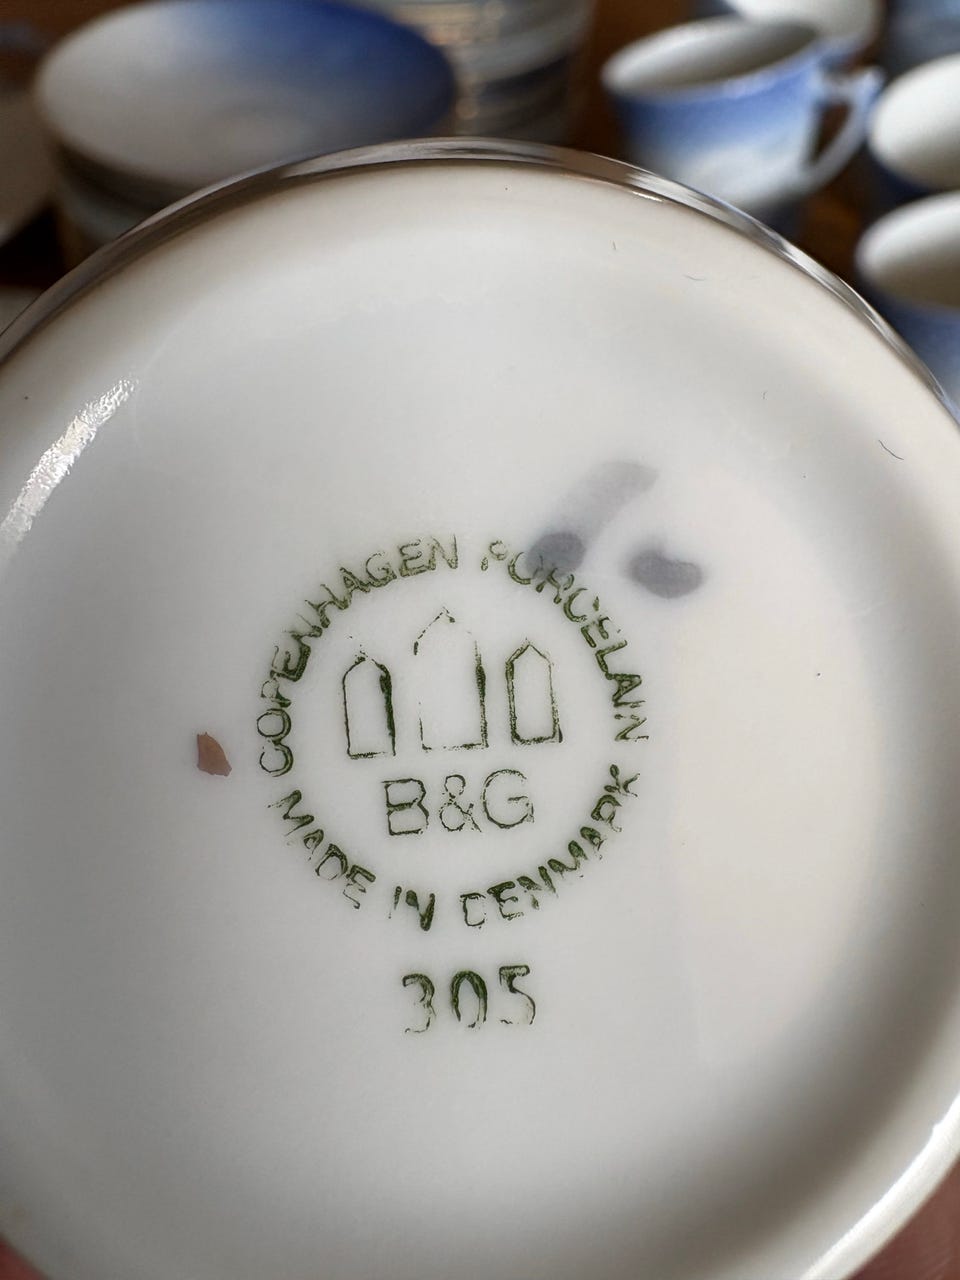 COPENHAGEN PORCELAIN
B&G
MADE IN DENMARK
305